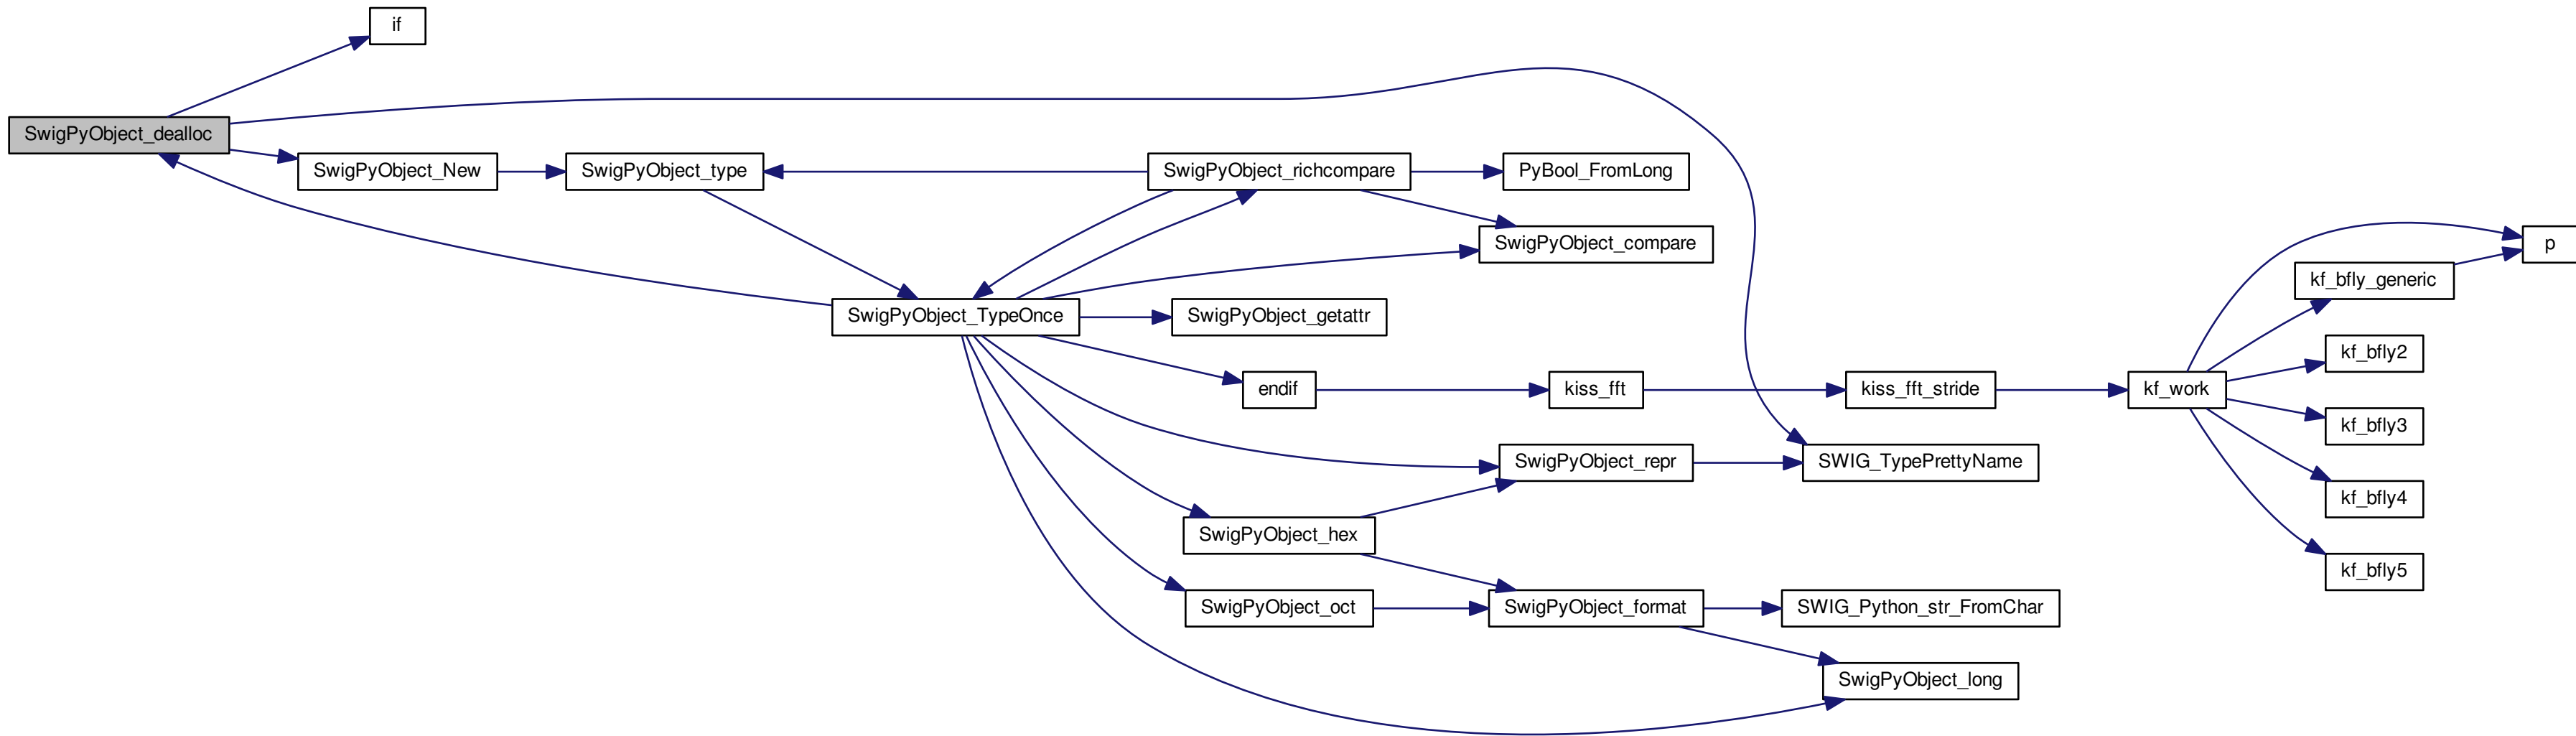 if
SwigPyObject_dealloc
SwigPyObject_New
SwigPyObject_type
SwigPyObject_richcompare
PyBool_FromLong
SwigPyObject_compare
p
kf_bfly_generic
SwigPyObject_TypeOnce
SwigPyObject_getattr
kf_bfly2
endif
kiss_fft
kiss_fft_stride
kf_work
kf_bfly3
SwigPyObject_repr
SWIG_TypePrettyName
kf_bfly4
SwigPyObject_hex
kf_bfly5
SwigPyObject_oct
SwigPyObject_format
SWIG_Python_str_FromChar
SwigPyObject_long